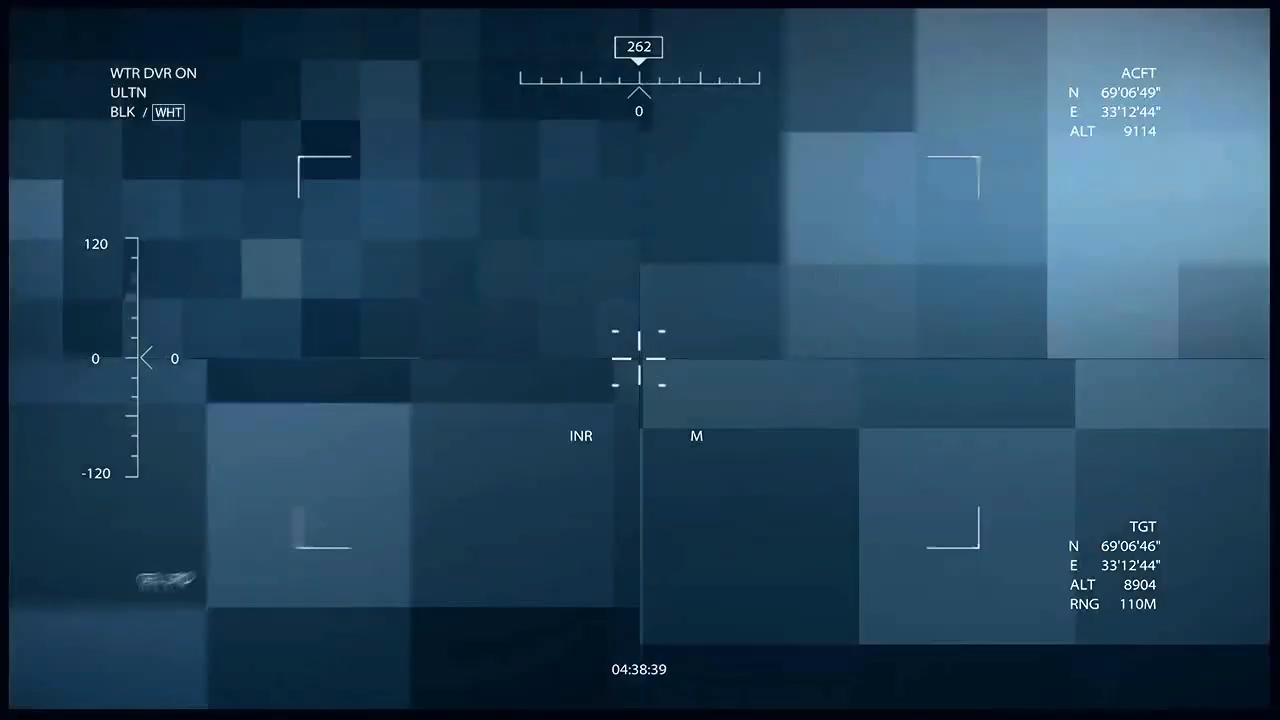 WTR DVR ON
ULTN
BLK / WHT
262
0
ACFT
N 69'06'49"
E 33'12'44"
ALT 9114
120
0 0
-120
INR M
TGT
N 69'06'46"
E 33'12'44"
ALT 8904
RNG 110M
04:38:39